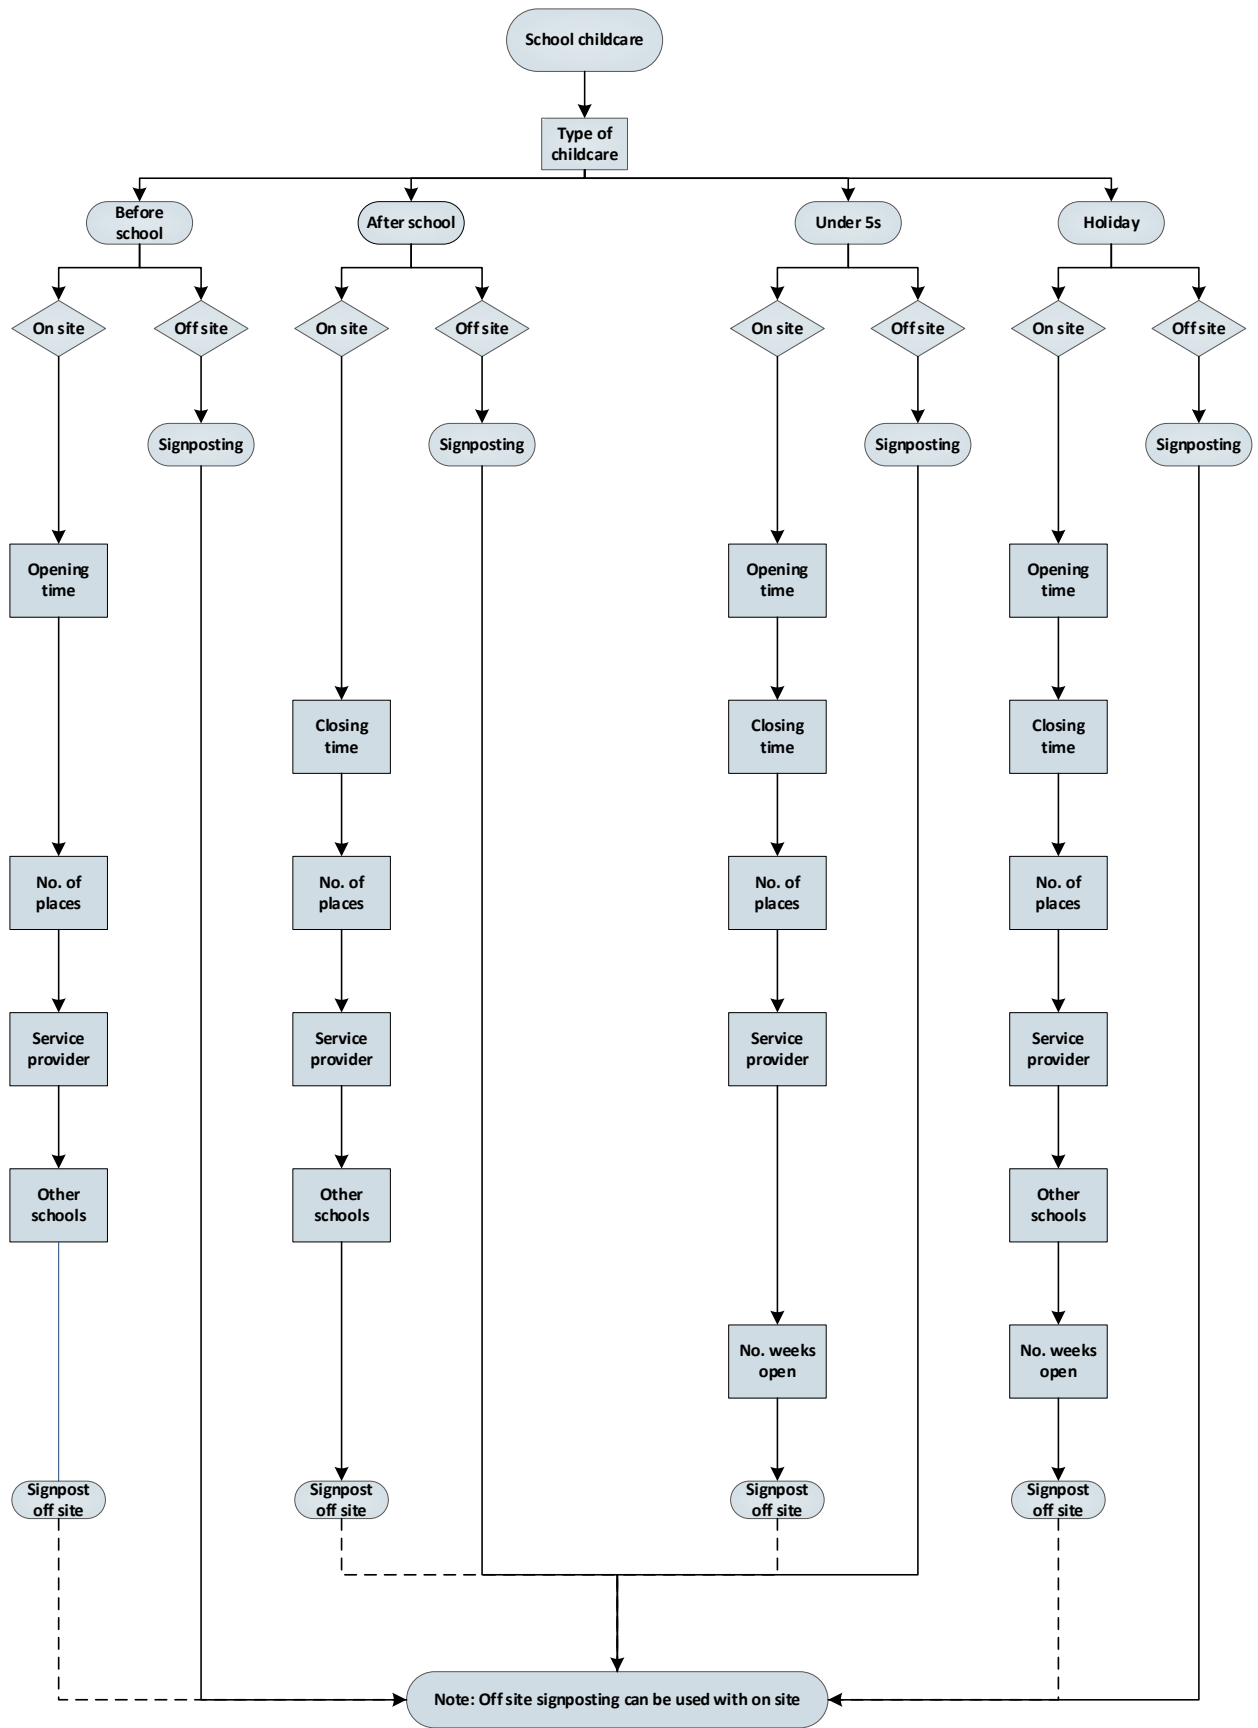 School childcare
Type of
childcare
Before
school
After school
Under 5s
Holiday
On site
Off site
On site
Off site
On site
Off site
On site
Off site
Signposting
Signposting
Signposting
Signposting
Opening
time
Opening
time
Opening
time
Closing
time
Closing
time
Closing
time
No. of
places
No. of
places
No. of
places
No. of
places
Service
provider
Service
provider
Service
provider
Service
provider
Other
schools
Other
schools
Other
schools
No. weeks
open
No. weeks
open
Signpost
off site
Signpost
off site
Signpost
off site
Signpost
off site
Note: Off site signposting can be used with on site